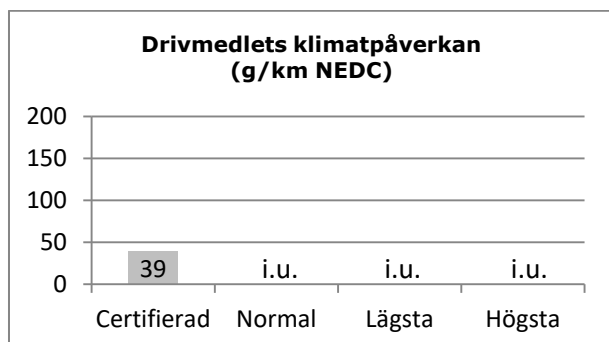 Drivmedlets klimatpåverkan
(g/km NEDC)
200
150
100
50
0
39 i.u. i.u. i.u.
Certifierad Normal Lägsta Högsta